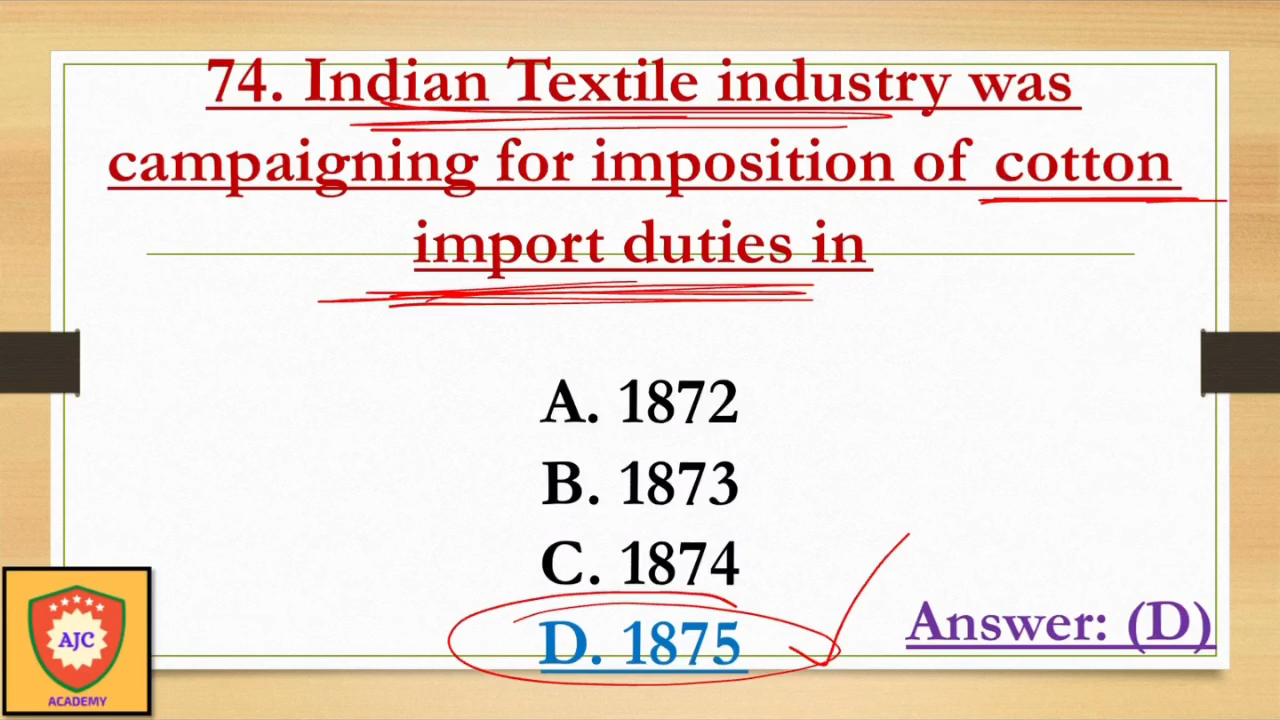 74. Indian Textile industry was
campaigning for imposition of cotton
import duties in
A. 1872
B. 1873
C. 1874
D. 1875
Answer: (D)
AJC
ACADEMY